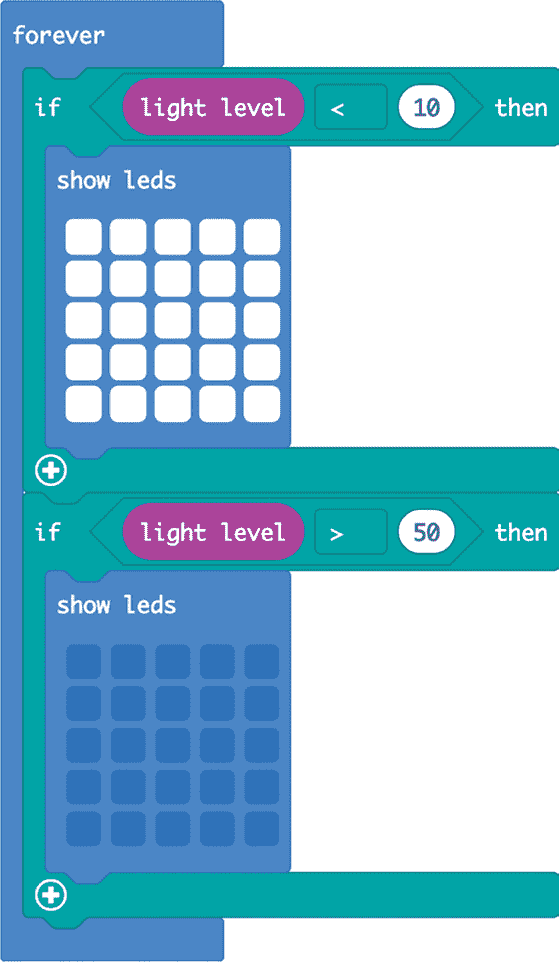 forever
if light level < 10 then
show leds
if light level > 50 then
show leds